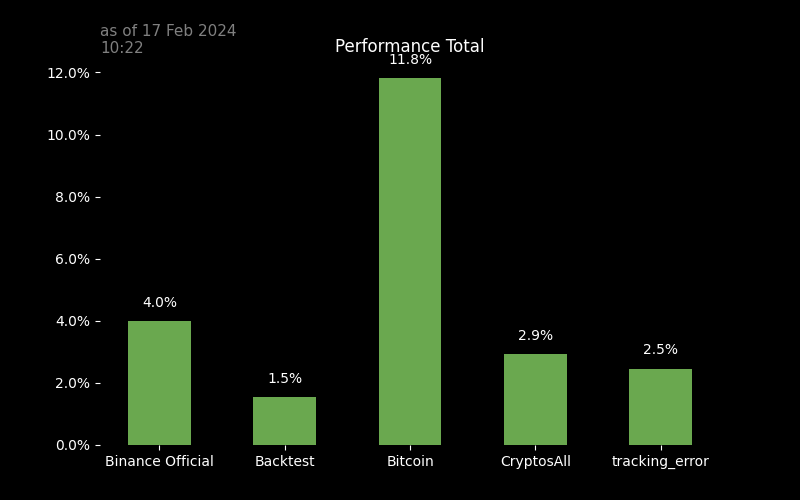 as of 17 Feb 2024
10:22
Performance Total
12.0%
10.0%
8.0%
6.0%
4.0%
2.0%
0.0%
4.0%
1.5%
11.8%
2.9%
2.5%
Binance Official
Backtest
Bitcoin
CryptosAll
tracking_error